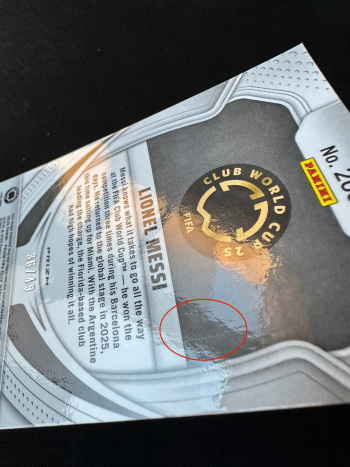 No. 20
PANINI
CLUB WORLD CUP
25
FIFA
LIONEL MESSI
Messi knows what it takes to go all the way
at the FIFA Club World Cup™ — he won the
competition three times during his Barcelona
days. He returned to the global stage in 2025,
this time suiting up for Miami. With the Argentine
leading the charge, the Florida-based club
had high hopes of winning it all.
PRIZM